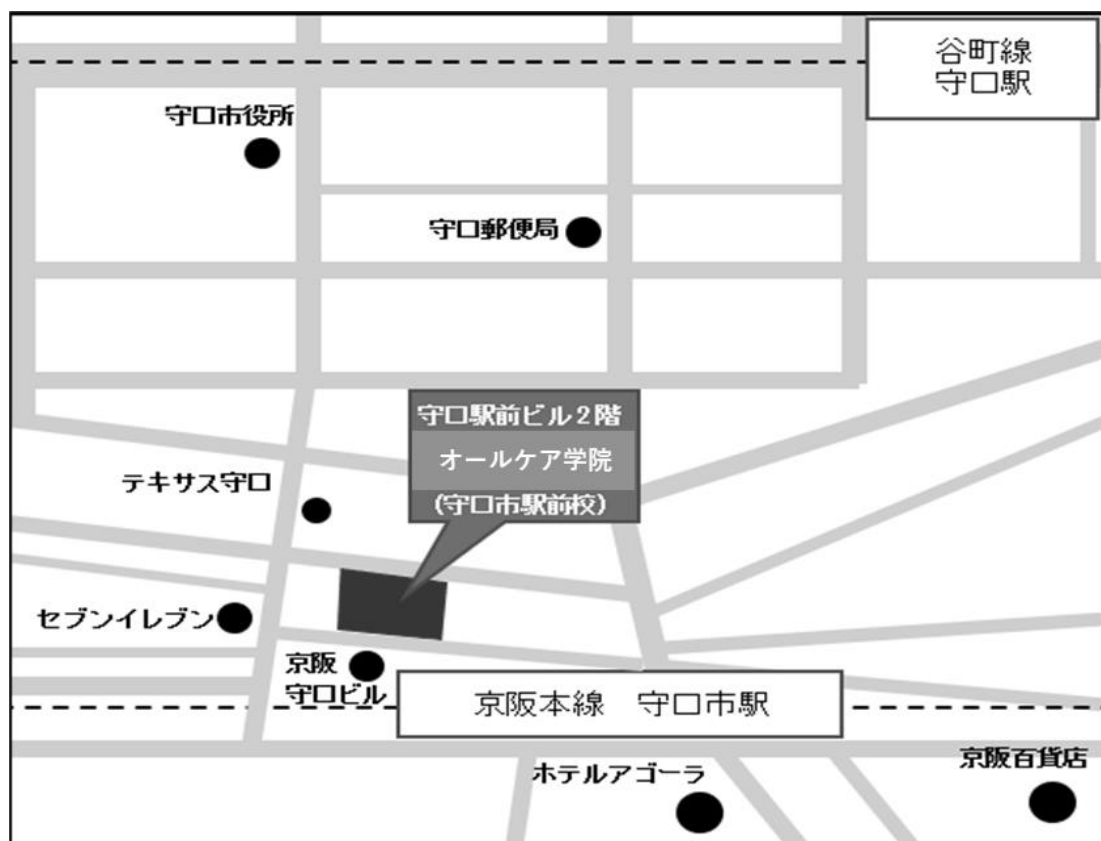 谷町線
守口駅
守口市役所
守口郵便局
守口駅前ビル2階
オールケア学院
(守口市駅前校)
テキサス守口
セブンイレブン
京阪
守口ビル
京阪本線　守口市駅
ホテルアゴーラ
京阪百貨店